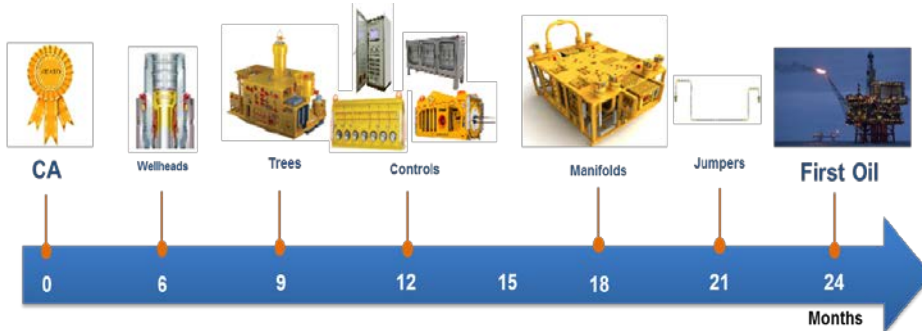 CA
Wellheads
Trees
Controls
Manifolds
Jumpers
First Oil
0
6
9
12
15
18
21
24
Months